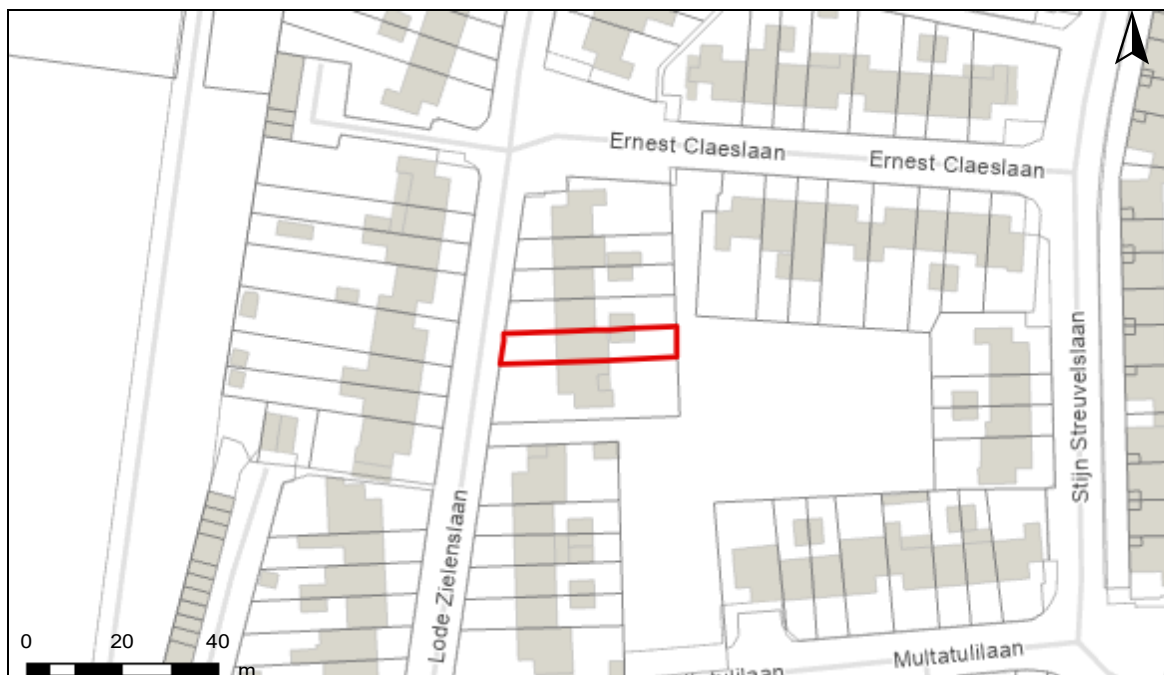 Ernest Claeslaan
Ernest Claeslaan
Stijn Streuvelslaan
Lode Zielenslaan
Multatulilaan
0 20 40
m